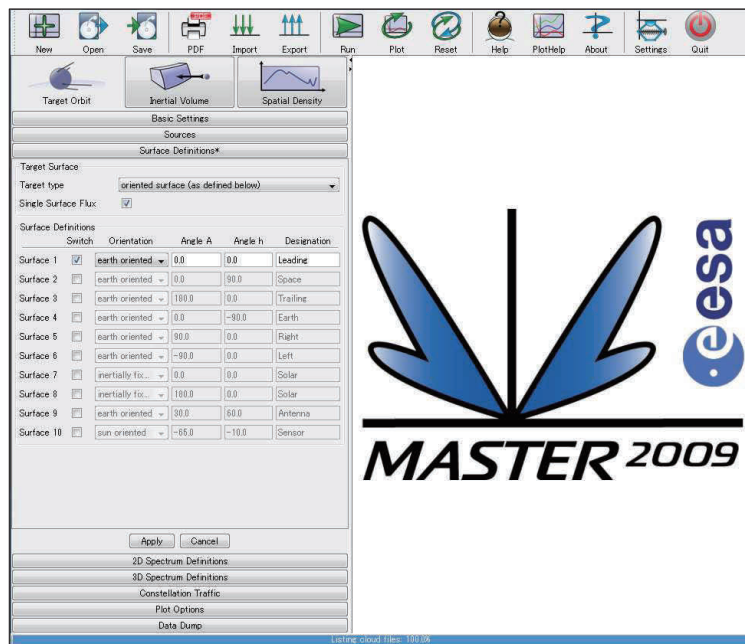 New Open Save PDF Import Export Run Plot Reset Help PlotHelp About Settings Quit
Target Orbit Inertial Volume Spatial Density
Basic Settings
Sources
Surface Definitions*
Target Surface
Target type oriented surface (as defined below)
Single Surface Flux
Surface Definitions
Switch Orientation Angle A Angle h Designation
Surface 1 earth oriented 0.0 0.0 Leading
Surface 2 earth oriented 0.0 90.0 Space
Surface 3 earth oriented 180.0 0.0 Trailing
Surface 4 earth oriented 0.0 -90.0 Earth
Surface 5 earth oriented 90.0 0.0 Right
Surface 6 earth oriented -90.0 0.0 Left
Surface 7 inertially fix... 0.0 0.0 Solar
Surface 8 inertially fix... 180.0 0.0 Solar
Surface 9 earth oriented 30.0 60.0 Antenna
Surface 10 sun oriented -65.0 -10.0 Sensor
Apply Cancel
2D Spectrum Definitions
3D Spectrum Definitions
Constellation Traffic
Plot Options
Data Dump
esa
MASTER 2009
Listing cloud files: 100.0%